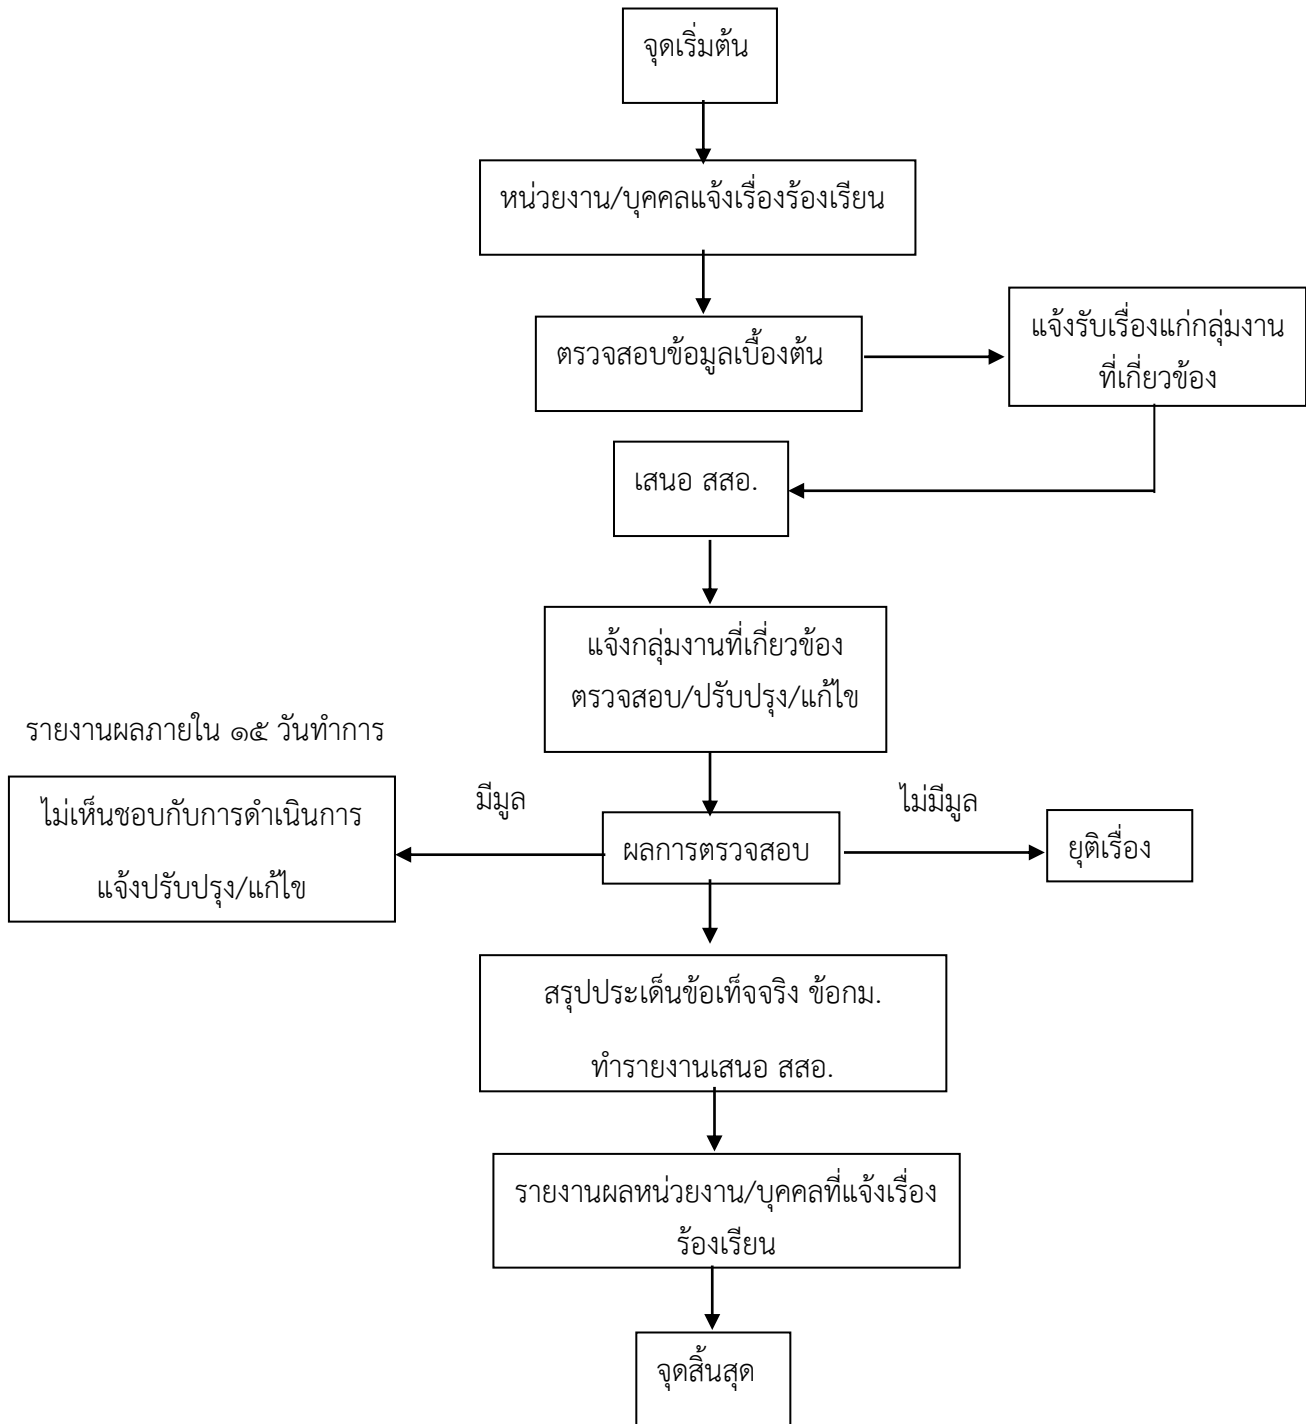 จุดเริ่มต้น
หน่วยงาน/บุคคลแจ้งเรื่องร้องเรียน
ตรวจสอบข้อมูลเบื้องต้น
แจ้งรับเรื่องแก่กลุ่มงาน
ที่เกี่ยวข้อง
เสนอ สสอ.
แจ้งกลุ่มงานที่เกี่ยวข้อง
ตรวจสอบ/ปรับปรุง/แก้ไข
รายงานผลภายใน ๑๕ วันทำการ
ไม่เห็นชอบกับการดำเนินการ
แจ้งปรับปรุง/แก้ไข
มีมูล
ผลการตรวจสอบ
ไม่มีมูล
ยุติเรื่อง
สรุปประเด็นข้อเท็จจริง ข้อกม.
ทำรายงานเสนอ สสอ.
รายงานผลหน่วยงาน/บุคคลที่แจ้งเรื่อง
ร้องเรียน
จุดสิ้นสุด